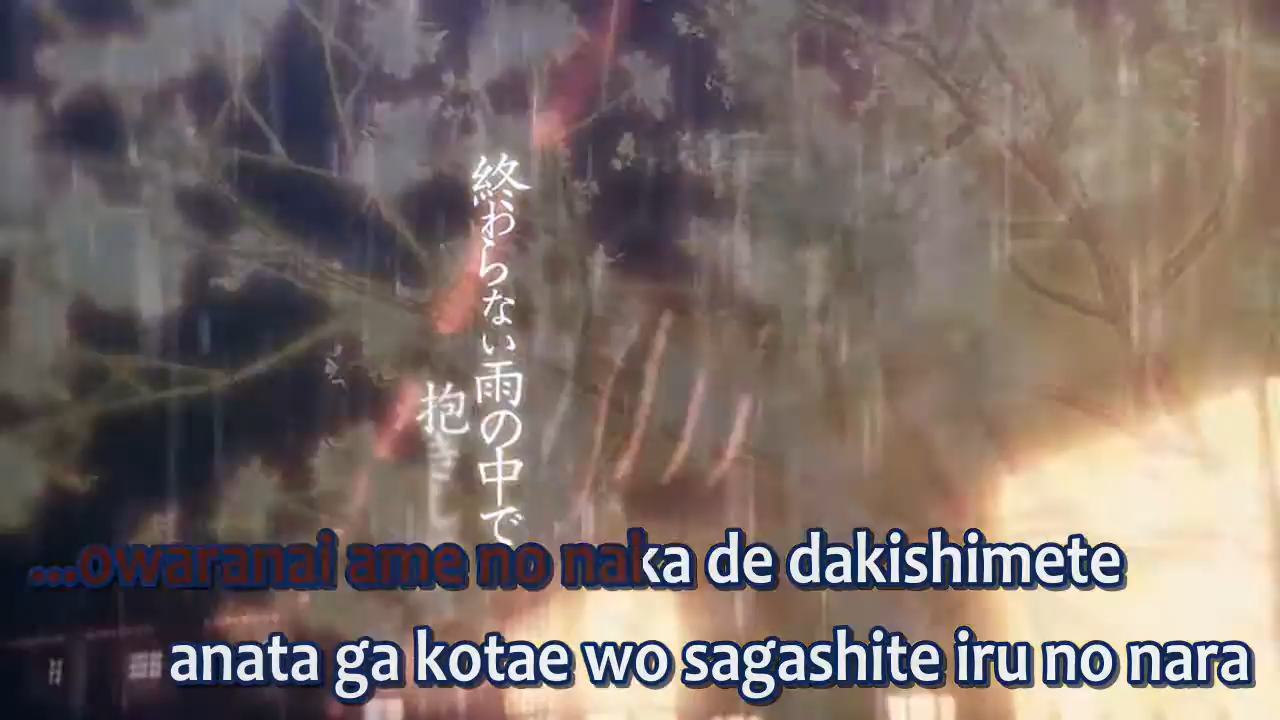 終わらない雨の中で
抱きし
...owaranai ame no naka de dakishimete
anata ga kotae wo sagashite iru no nara